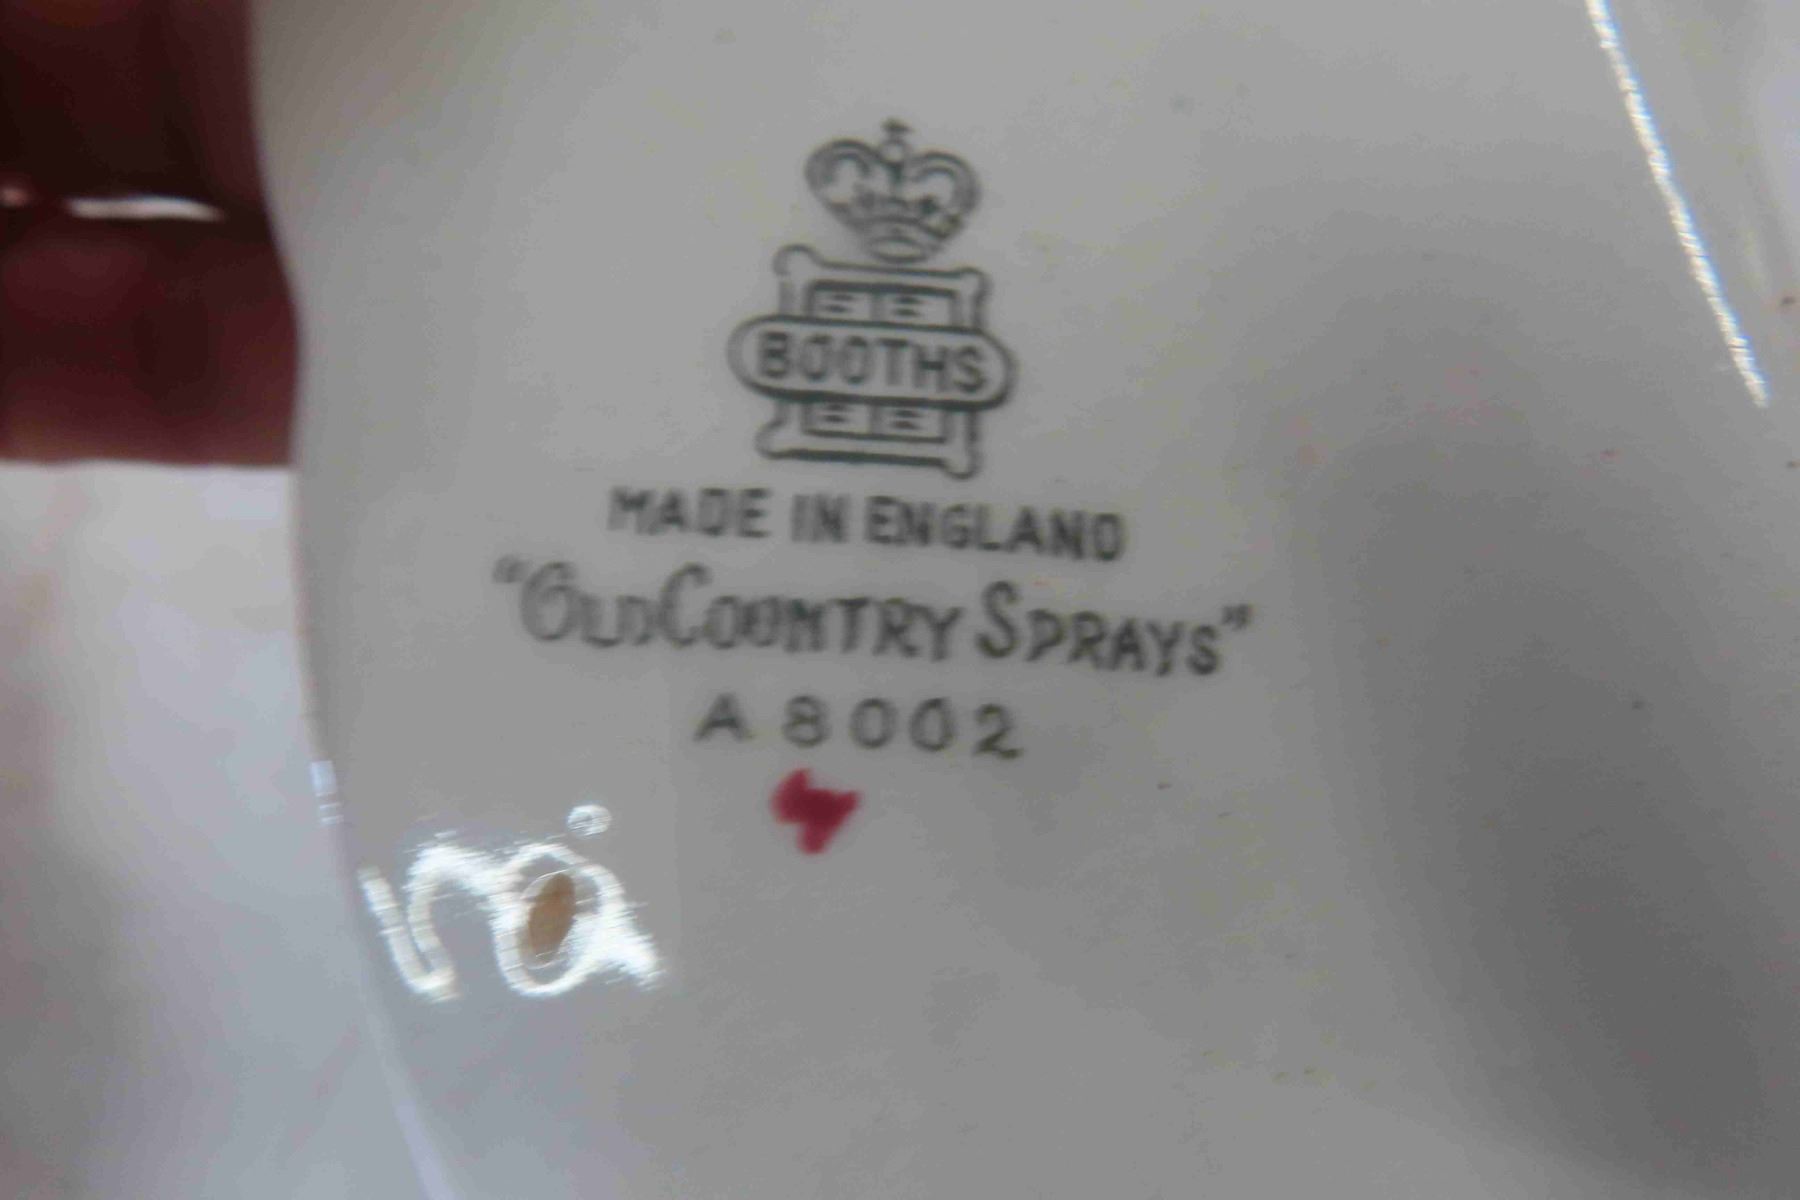 BOOTHS
MADE IN ENGLAND
"OLD COUNTRY SPRAYS"
A 8002